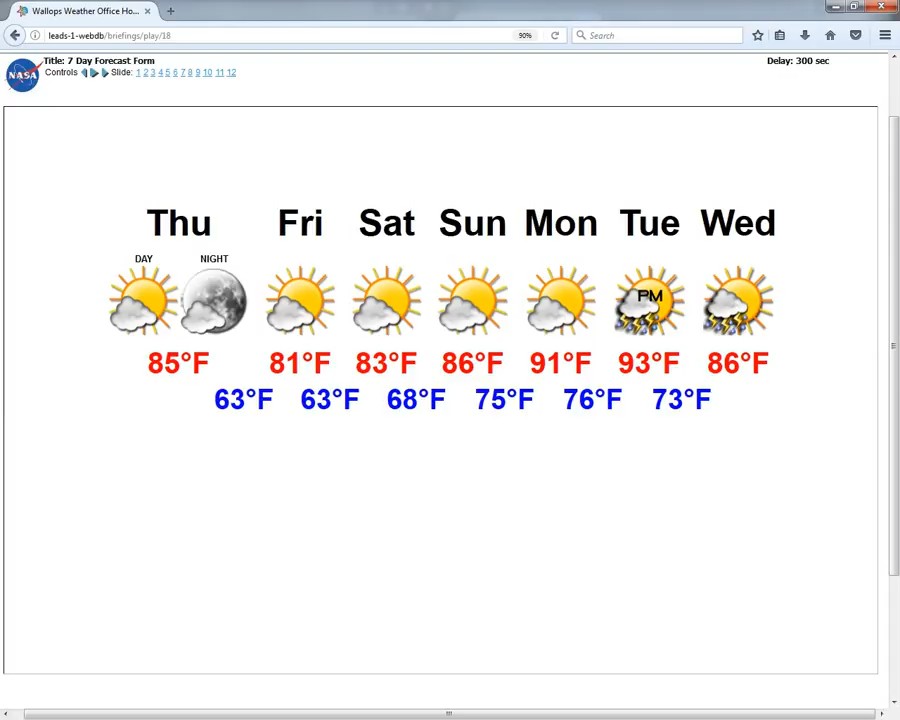 Wallops Weather Office Ho...
leads-1-webdb/briefings/play/18
90%
Search
NASA
Title: 7 Day Forecast Form
Delay: 300 sec
Controls Slide: 1 2 3 4 5 6 7 8 9 10 11 12
Thu Fri Sat Sun Mon Tue Wed
DAY NIGHT
PM
85°F 81°F 83°F 86°F 91°F 93°F 86°F
63°F 63°F 68°F 75°F 76°F 73°F